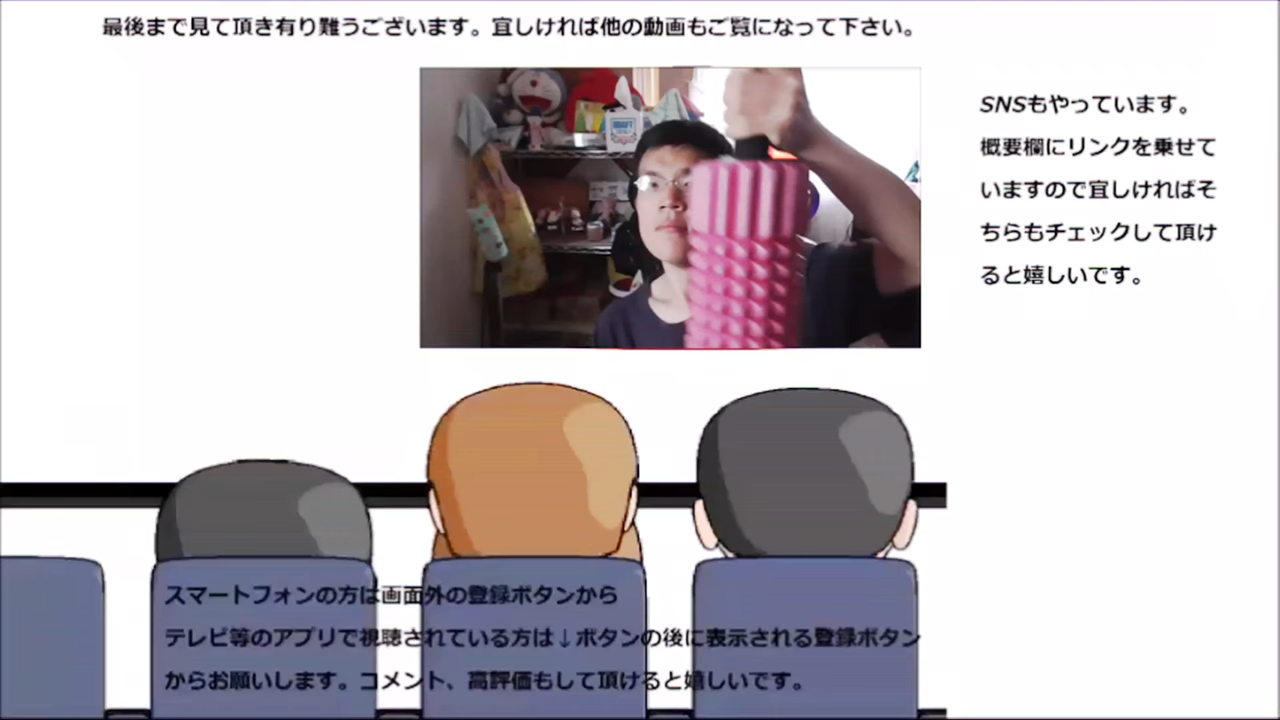 最後まで見て頂き有り難うございます。宜しければ他の動画もご覧になって下さい。
SNSもやっています。
概要欄にリンクを乗せて
いますので宜しければそ
ちらもチェックして頂け
ると嬉しいです。
スマートフォンの方は画面外の登録ボタンから
テレビ等のアプリで視聴されている方は↓ボタンの後に表示される登録ボタン
からお願いします。コメント、高評価もして頂けると嬉しいです。